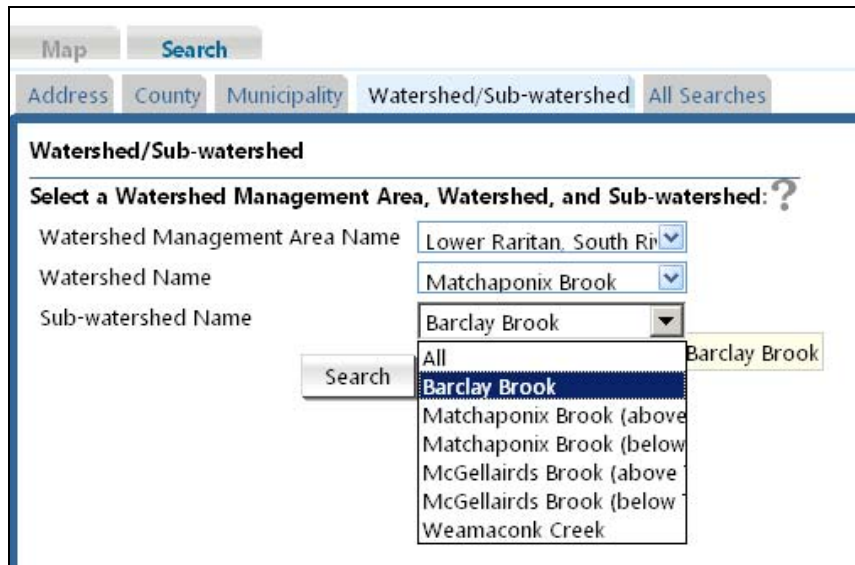 Map Search
Address County Municipality Watershed/Sub-watershed All Searches
Watershed/Sub-watershed
Select a Watershed Management Area, Watershed, and Sub-watershed: ?
Watershed Management Area Name Lower Raritan, South Riv
Watershed Name Matchaponix Brook
Sub-watershed Name Barclay Brook
Barclay Brook
Search
All
Barclay Brook
Matchaponix Brook (above
Matchaponix Brook (below
McGellairds Brook (above
McGellairds Brook (below
Weamaconk Creek